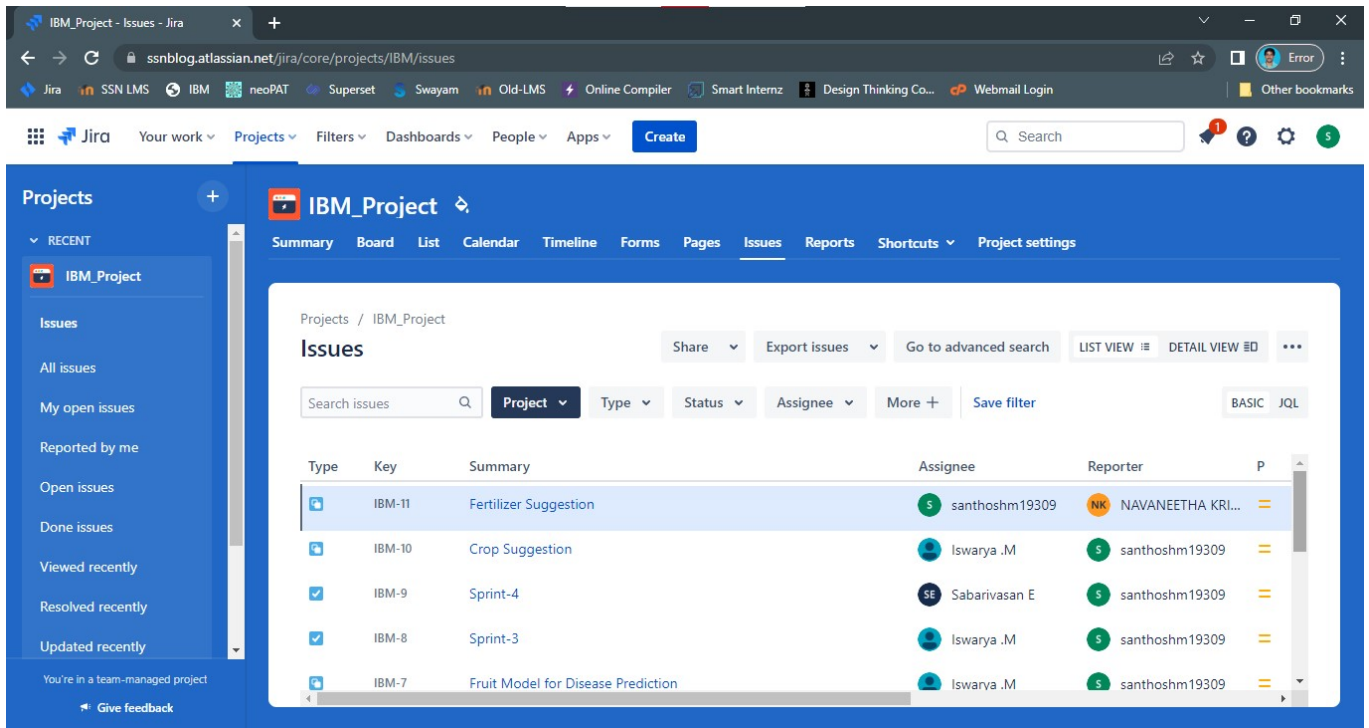 IBM_Project - Issues - Jira
ssnblog.atlassian.net/jira/core/projects/IBM/issues
Error
Jira SSN LMS IBM neoPAT Superset Swayam Old-LMS Online Compiler Smart Internz Design Thinking Co... Webmail Login Other bookmarks
Jira Your work Projects Filters Dashboards People Apps Create Search 1 S
Projects
RECENT
IBM_Project
Issues
All issues
My open issues
Reported by me
Open issues
Done issues
Viewed recently
Resolved recently
Updated recently
You're in a team-managed project
Give feedback
IBM_Project
Summary Board List Calendar Timeline Forms Pages Issues Reports Shortcuts Project settings
Projects / IBM_Project
Issues
Share Export issues Go to advanced search LIST VIEW DETAIL VIEW
Search issues Project Type Status Assignee More + Save filter BASIC JQL
Type Key Summary Assignee Reporter P
IBM-11 Fertilizer Suggestion S santhoshm19309 NK NAVANEETHA KRI...
IBM-10 Crop Suggestion Iswarya .M S santhoshm19309
IBM-9 Sprint-4 SE Sabarivasan E S santhoshm19309
IBM-8 Sprint-3 Iswarya .M S santhoshm19309
IBM-7 Fruit Model for Disease Prediction Iswarya .M S santhoshm19309